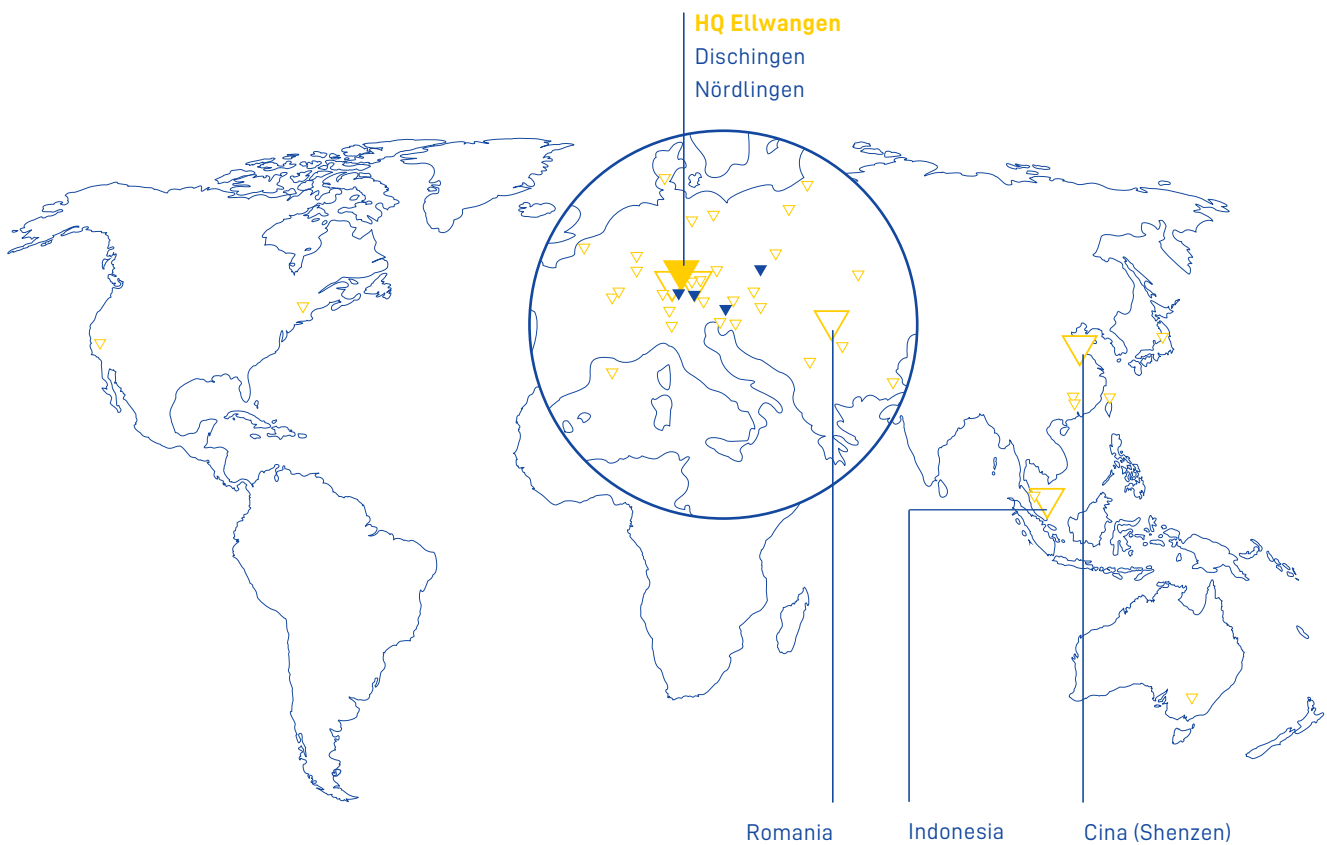 HQ Ellwangen
Dischingen
Nördlingen
Romania
Indonesia
Cina (Shenzen)